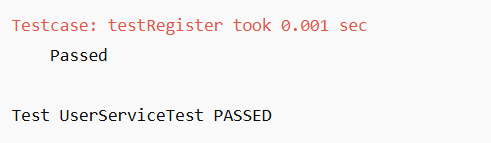 Testcase: testRegister took 0.001 sec
Passed
Test UserServiceTest PASSED